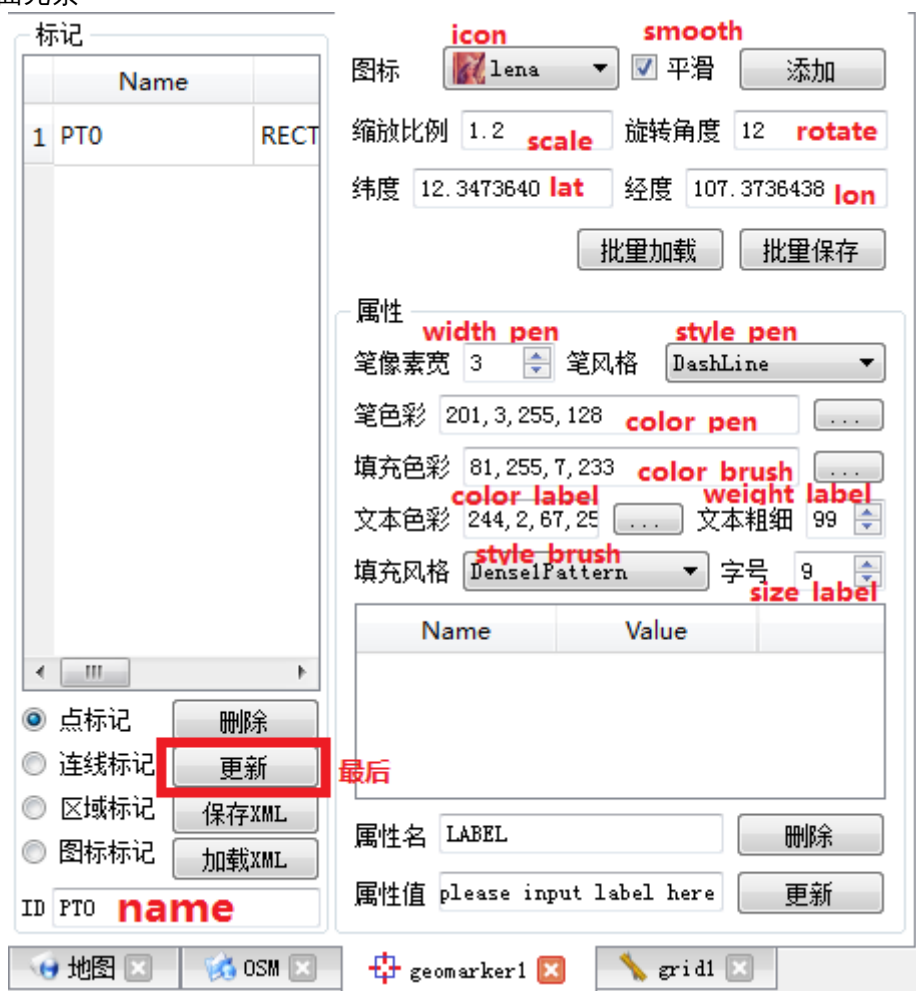 标记
Name
1 PT0 RECT
点标记 删除
连线标记 更新 最后
区域标记 保存XML
图标标记 加载XML
ID PT0 name
icon smooth
图标 lena 平滑 添加
缩放比例 1.2 scale 旋转角度 12 rotate
纬度 12.3473640 lat 经度 107.3736438 lon
批量加载 批量保存
属性
width pen style pen
笔像素宽 3 笔风格 DashLine
笔色彩 201,3,255,128 color pen ...
填充色彩 81,255,7,233 color brush ...
color label weight label
文本色彩 244,2,67,25 ... 文本粗细 99
style brush
填充风格 Dense1Pattern 字号 9
size label
Name Value
属性名 LABEL 删除
属性值 please input label here 更新
地图 OSM geomarker1 grid1